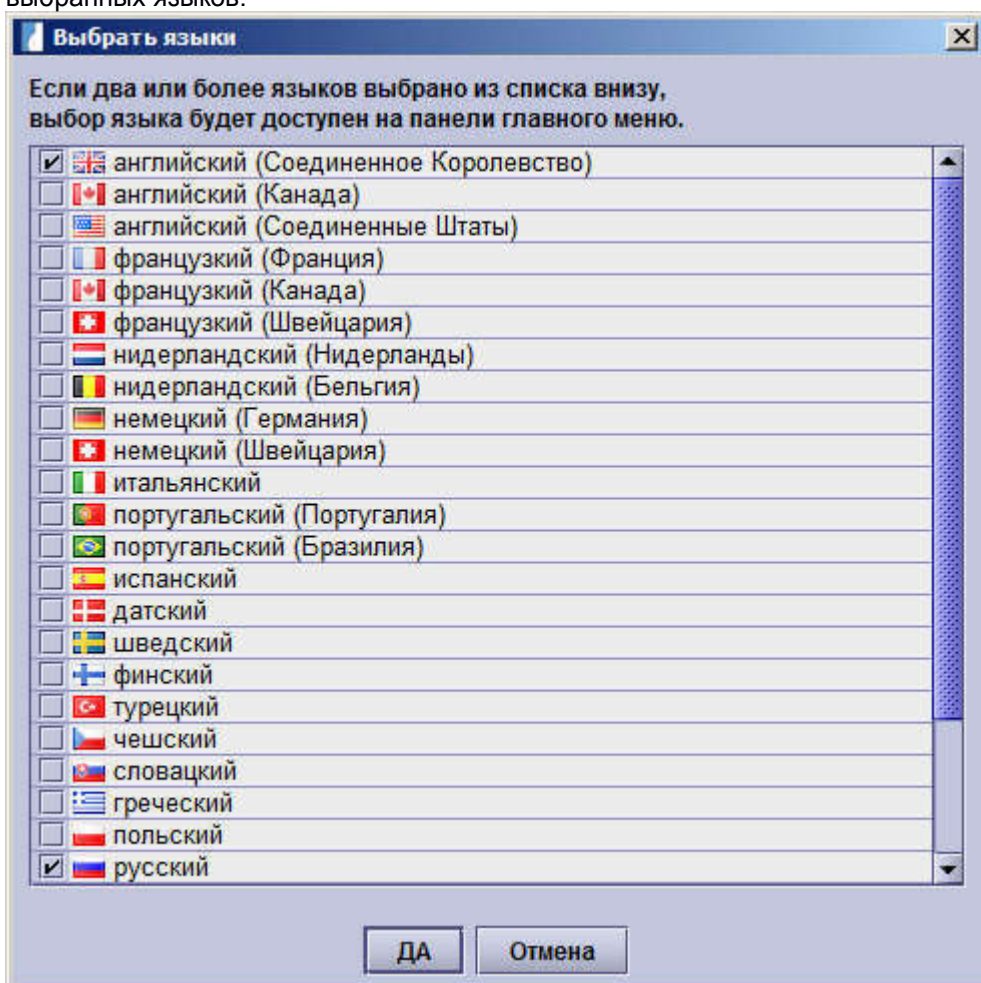 выбранных языков.
Выбрать языки
Если два или более языков выбрано из списка внизу,
выбор языка будет доступен на панели главного меню.
английский (Соединенное Королевство)
английский (Канада)
английский (Соединенные Штаты)
французкий (Франция)
французкий (Канада)
французкий (Швейцария)
нидерландский (Нидерланды)
нидерландский (Бельгия)
немецкий (Германия)
немецкий (Швейцария)
итальянский
португальский (Португалия)
португальский (Бразилия)
испанский
датский
шведский
финский
турецкий
чешский
словацкий
греческий
польский
русский
ДА Отмена